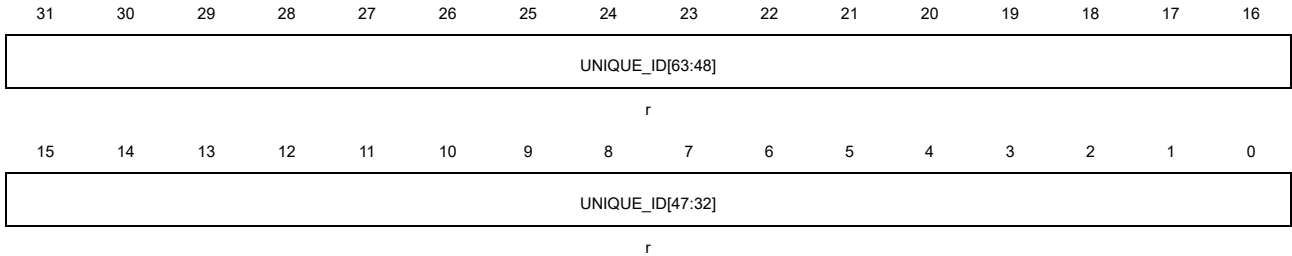 31 30 29 28 27 26 25 24 23 22 21 20 19 18 17 16
UNIQUE_ID[63:48]
r
15 14 13 12 11 10 9 8 7 6 5 4 3 2 1 0
UNIQUE_ID[47:32]
r